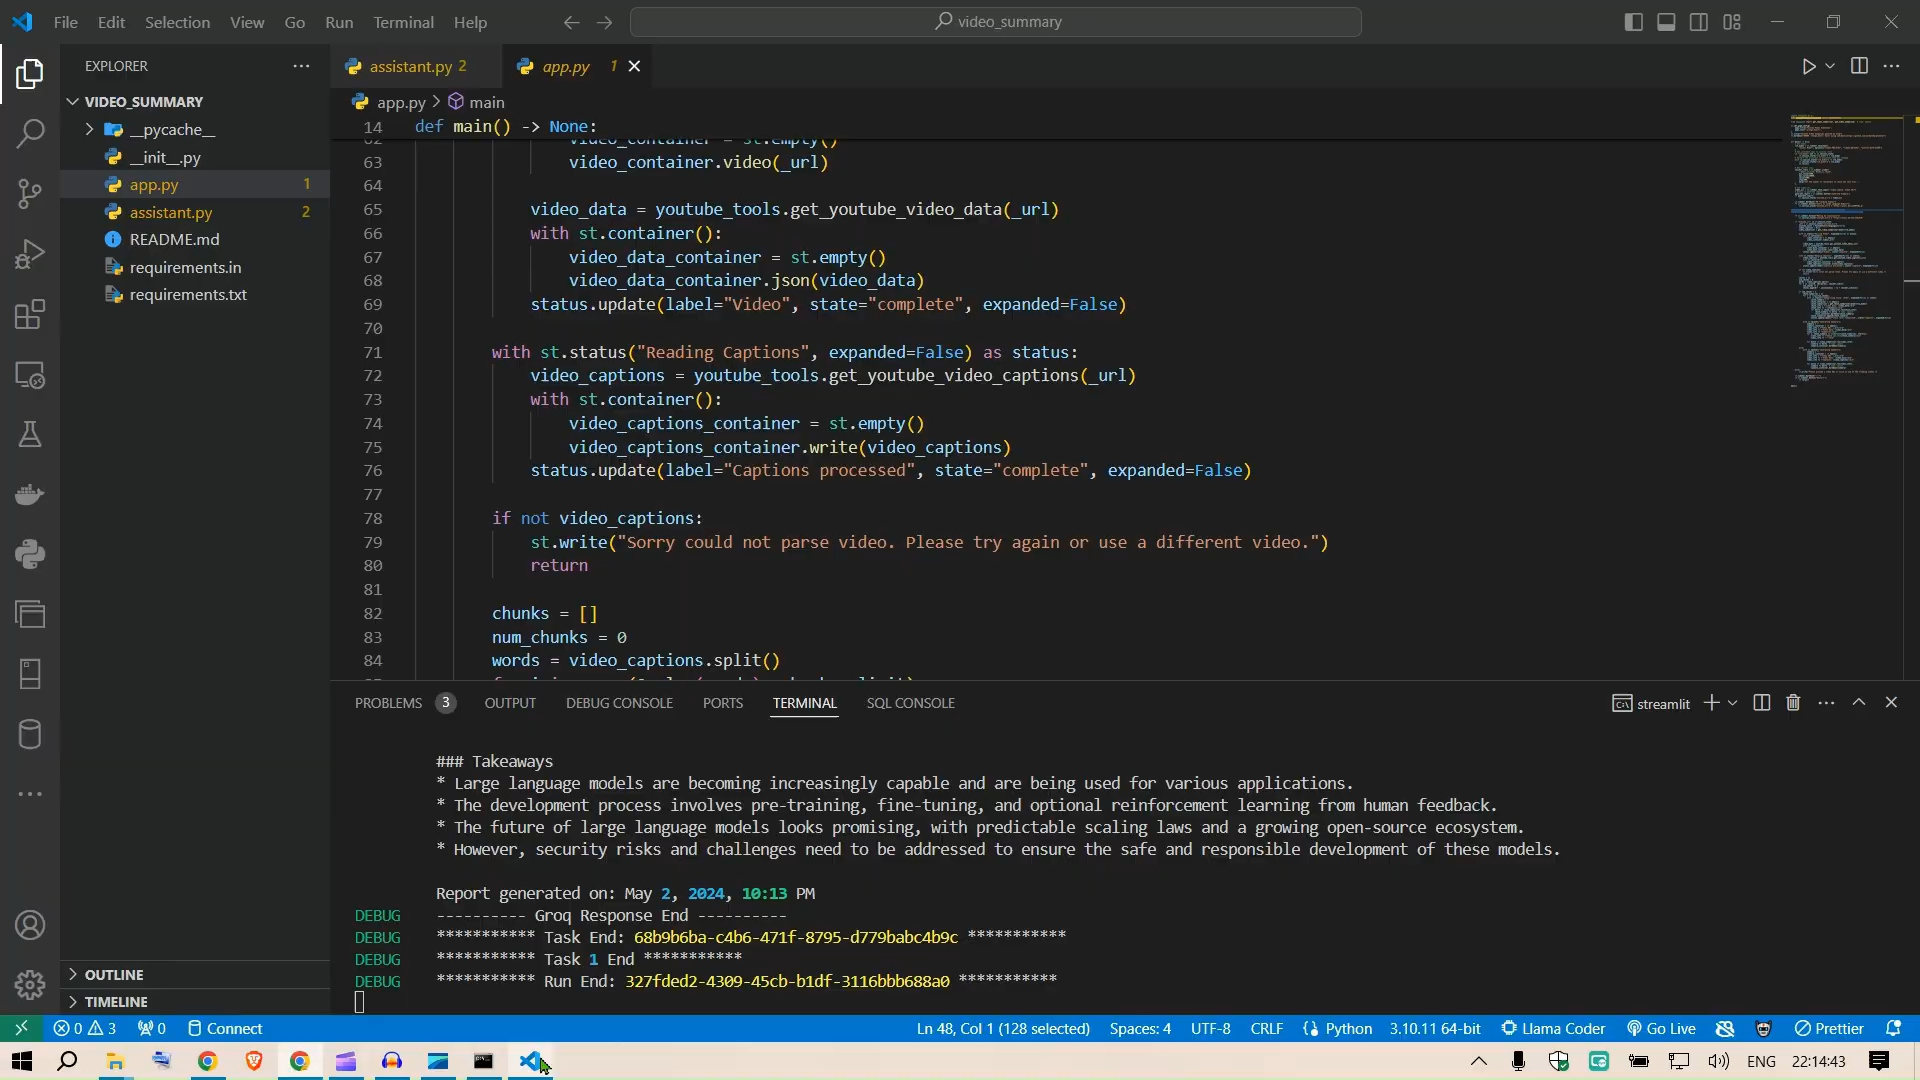 File Edit Selection View Go Run Terminal Help
video_summary
EXPLORER
VIDEO_SUMMARY
__pycache__
__init__.py
app.py 1
assistant.py 2
README.md
requirements.in
requirements.txt
OUTLINE
TIMELINE
assistant.py 2
app.py 1
app.py > main
14 def main() -> None:
63 video_container.video(_url)
64
65 video_data = youtube_tools.get_youtube_video_data(_url)
66 with st.container():
67 video_data_container = st.empty()
68 video_data_container.json(video_data)
69 status.update(label="Video", state="complete", expanded=False)
70
71 with st.status("Reading Captions", expanded=False) as status:
72 video_captions = youtube_tools.get_youtube_video_captions(_url)
73 with st.container():
74 video_captions_container = st.empty()
75 video_captions_container.write(video_captions)
76 status.update(label="Captions processed", state="complete", expanded=False)
77
78 if not video_captions:
79 st.write("Sorry could not parse video. Please try again or use a different video.")
80 return
81
82 chunks = []
83 num_chunks = 0
84 words = video_captions.split()
PROBLEMS 3 OUTPUT DEBUG CONSOLE PORTS TERMINAL SQL CONSOLE
streamlit
### Takeaways
* Large language models are becoming increasingly capable and are being used for various applications.
* The development process involves pre-training, fine-tuning, and optional reinforcement learning from human feedback.
* The future of large language models looks promising, with predictable scaling laws and a growing open-source ecosystem.
* However, security risks and challenges need to be addressed to ensure the safe and responsible development of these models.
Report generated on: May 2, 2024, 10:13 PM
DEBUG ---------- Groq Response End ----------
DEBUG *********** Task End: 68b9b6ba-c4b6-471f-8795-d779babc4b9c ***********
DEBUG *********** Task 1 End ***********
DEBUG *********** Run End: 327fded2-4309-45cb-b1df-3116bbb688a0 ***********
0 3 0 Connect
Ln 48, Col 1 (128 selected) Spaces: 4 UTF-8 CRLF Python 3.10.11 64-bit Llama Coder Go Live Prettier
ENG 22:14:43